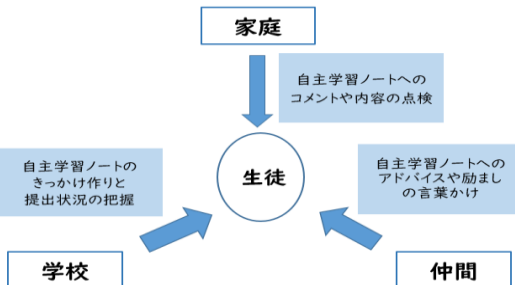 家庭
自主学習ノートへの
コメントや内容の点検
自主学習ノートの
きっかけ作りと
提出状況の把握
生徒
自主学習ノートへの
アドバイスや励まし
の言葉かけ
学校
仲間